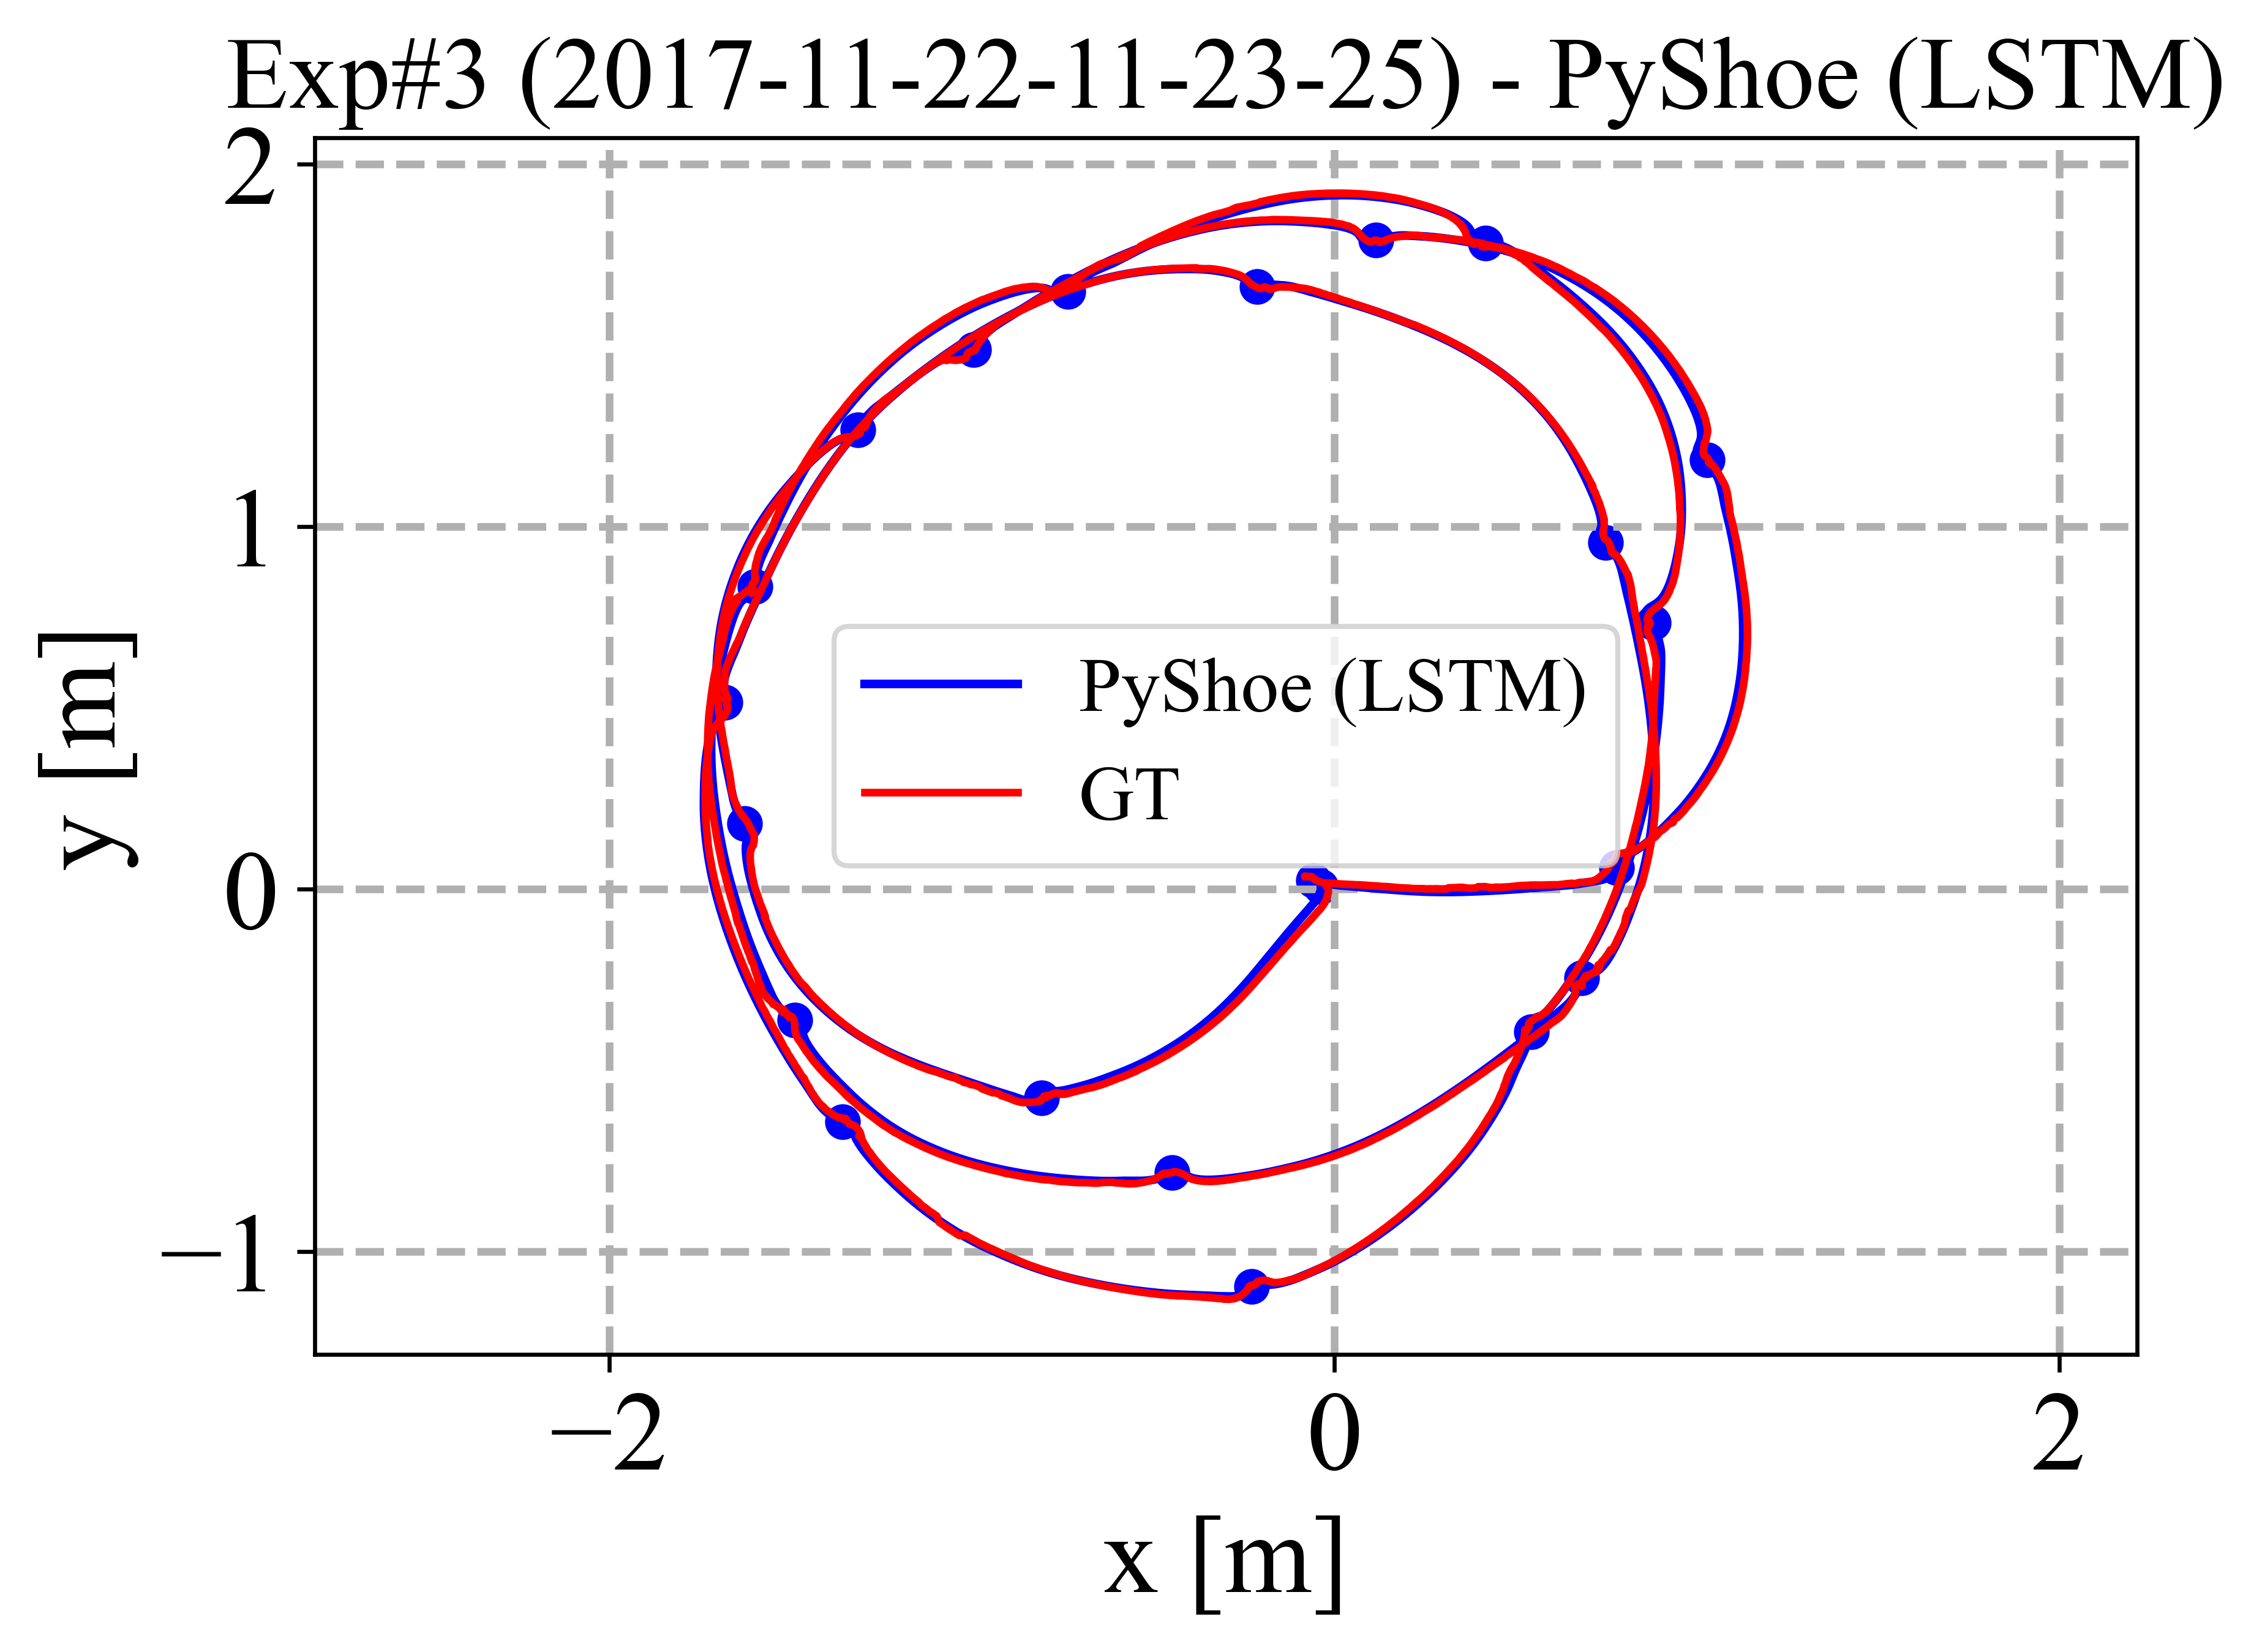 Exp#3 (2017-11-22-11-23-25) - PyShoe (LSTM)
2
1
0
−1
y [m]
PyShoe (LSTM)
GT
−2
0
2
x [m]